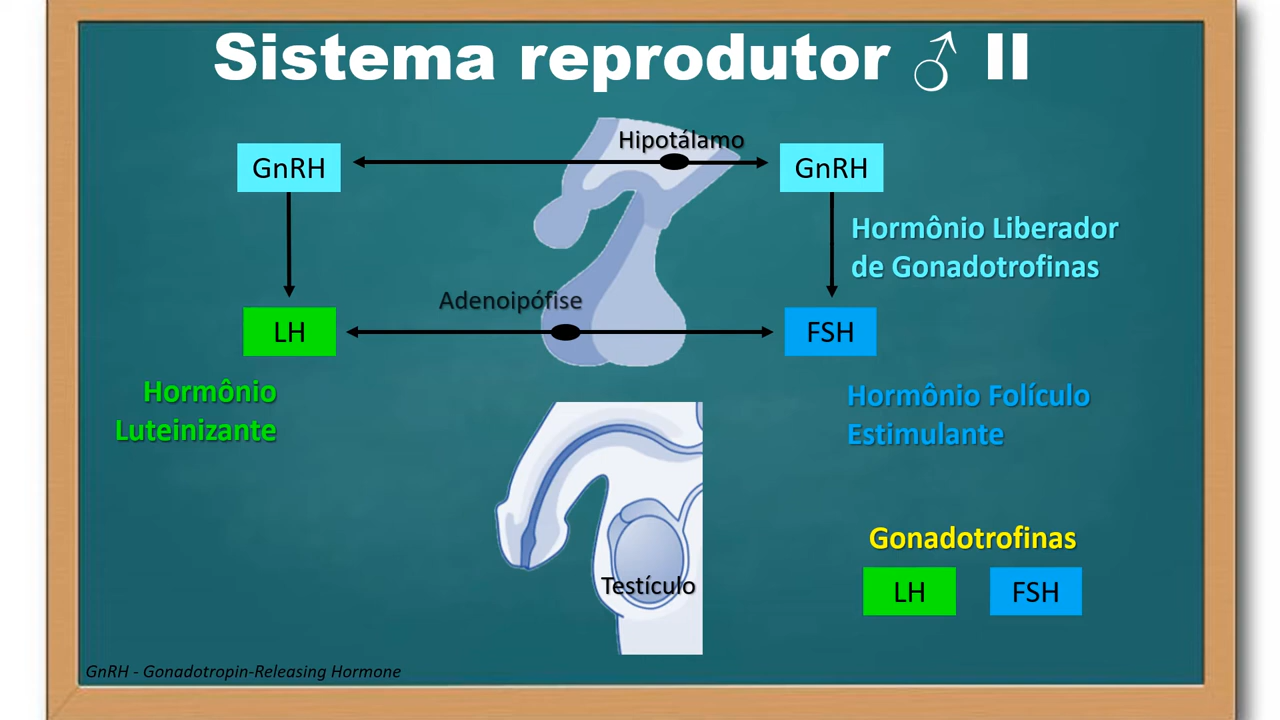 Sistema reprodutor ♂ II
Hipotálamo
GnRH
GnRH
Hormônio Liberador
de Gonadotrofinas
Adenoipófise
LH
FSH
Hormônio
Luteinizante
Hormônio Folículo
Estimulante
Gonadotrofinas
LH
FSH
Testículo
GnRH - Gonadotropin-Releasing Hormone